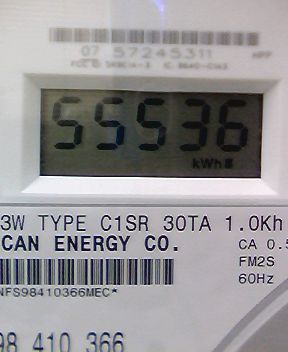 07 57245311 HPF
55536
kWh
3W TYPE C1SR 30TA 1.0Kh
CAN ENERGY CO.
CA 0.5
FM2S
60Hz
NFS98410366MEC*
98 410 366